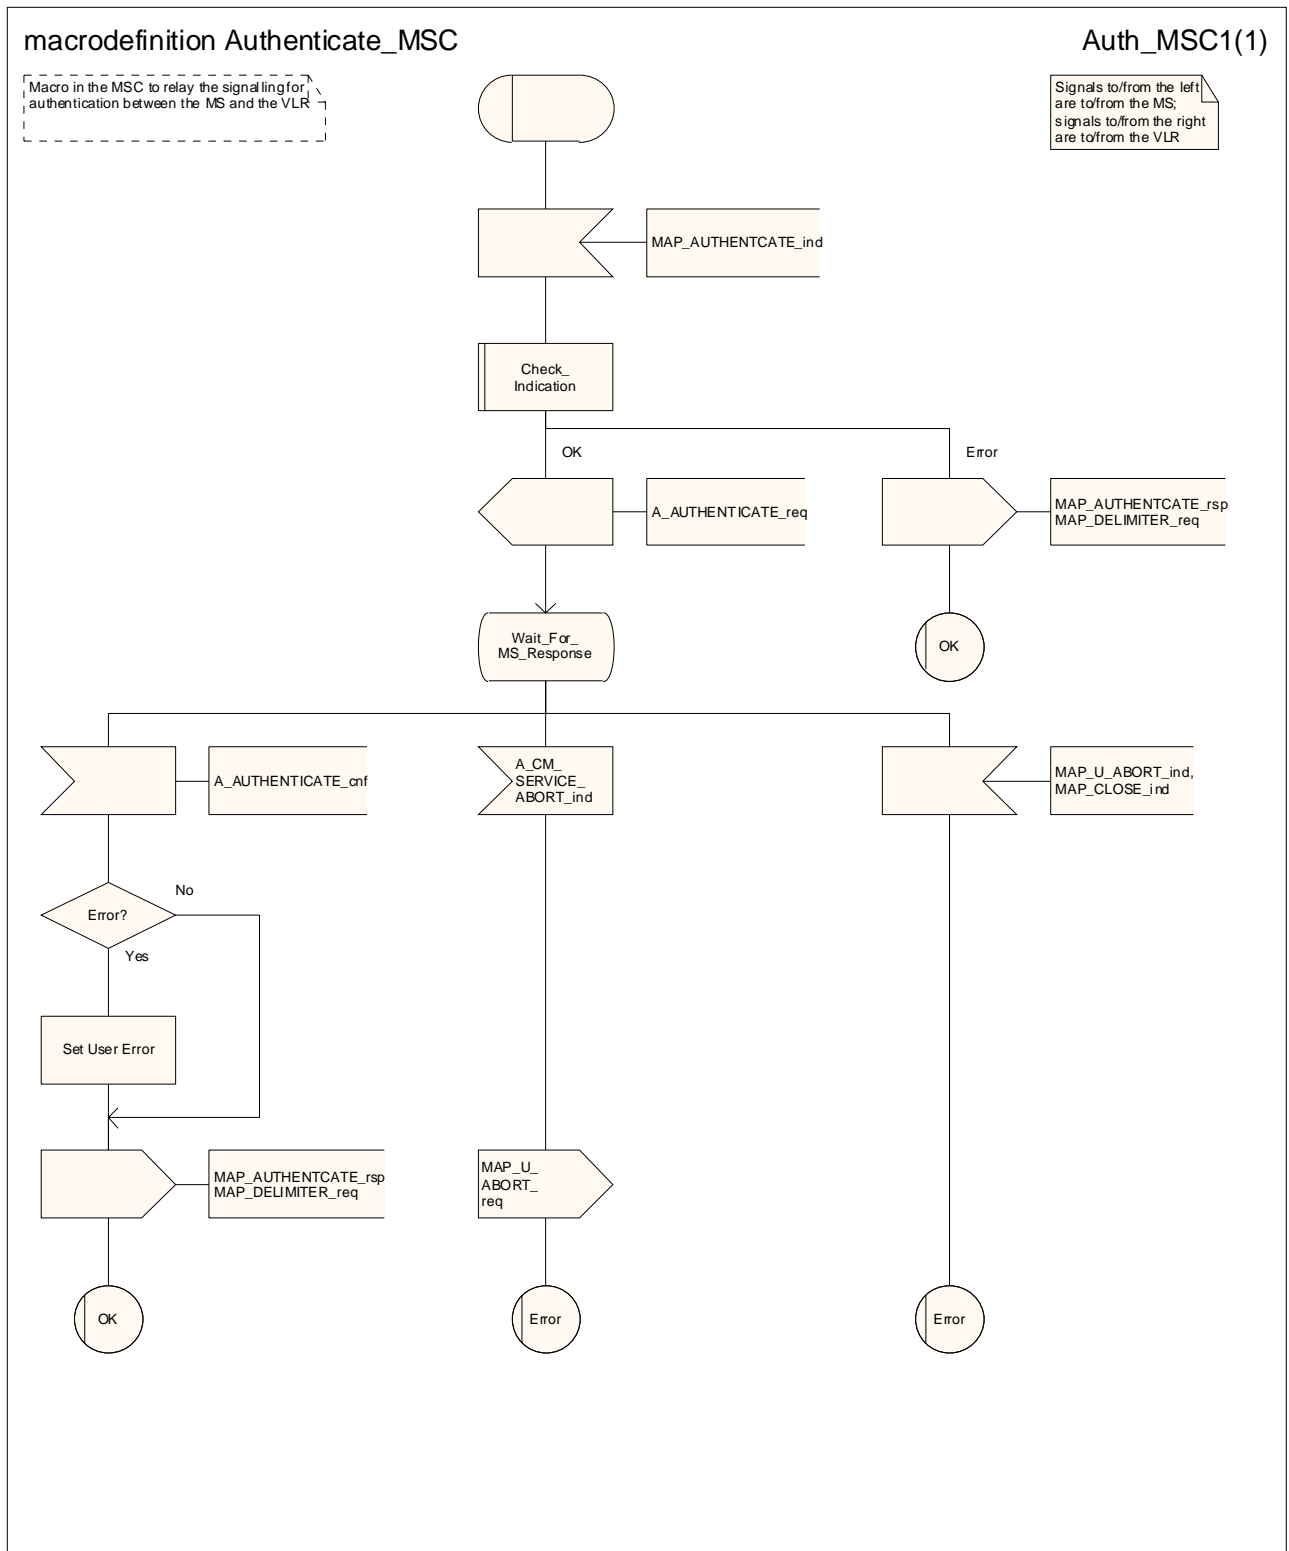 macrodefinition Authenticate_MSC
Auth_MSC1(1)
Macro in the MSC to relay the signalling for
authentication between the MS and the VLR
Signals to/from the left
are to/from the MS;
signals to/from the right
are to/from the VLR
MAP_AUTHENTCATE_ind
Check_
Indication
OK
Error
A_AUTHENTICATE_req
MAP_AUTHENTCATE_rsp
MAP_DELIMITER_req
Wait_For_
MS_Response
OK
A_AUTHENTICATE_cnf
A_CM_
SERVICE_
ABORT_ind
MAP_U_ABORT_ind,
MAP_CLOSE_ind
No
Error?
Yes
Set User Error
MAP_AUTHENTCATE_rsp
MAP_DELIMITER_req
MAP_U_
ABORT_
req
OK
Error
Error